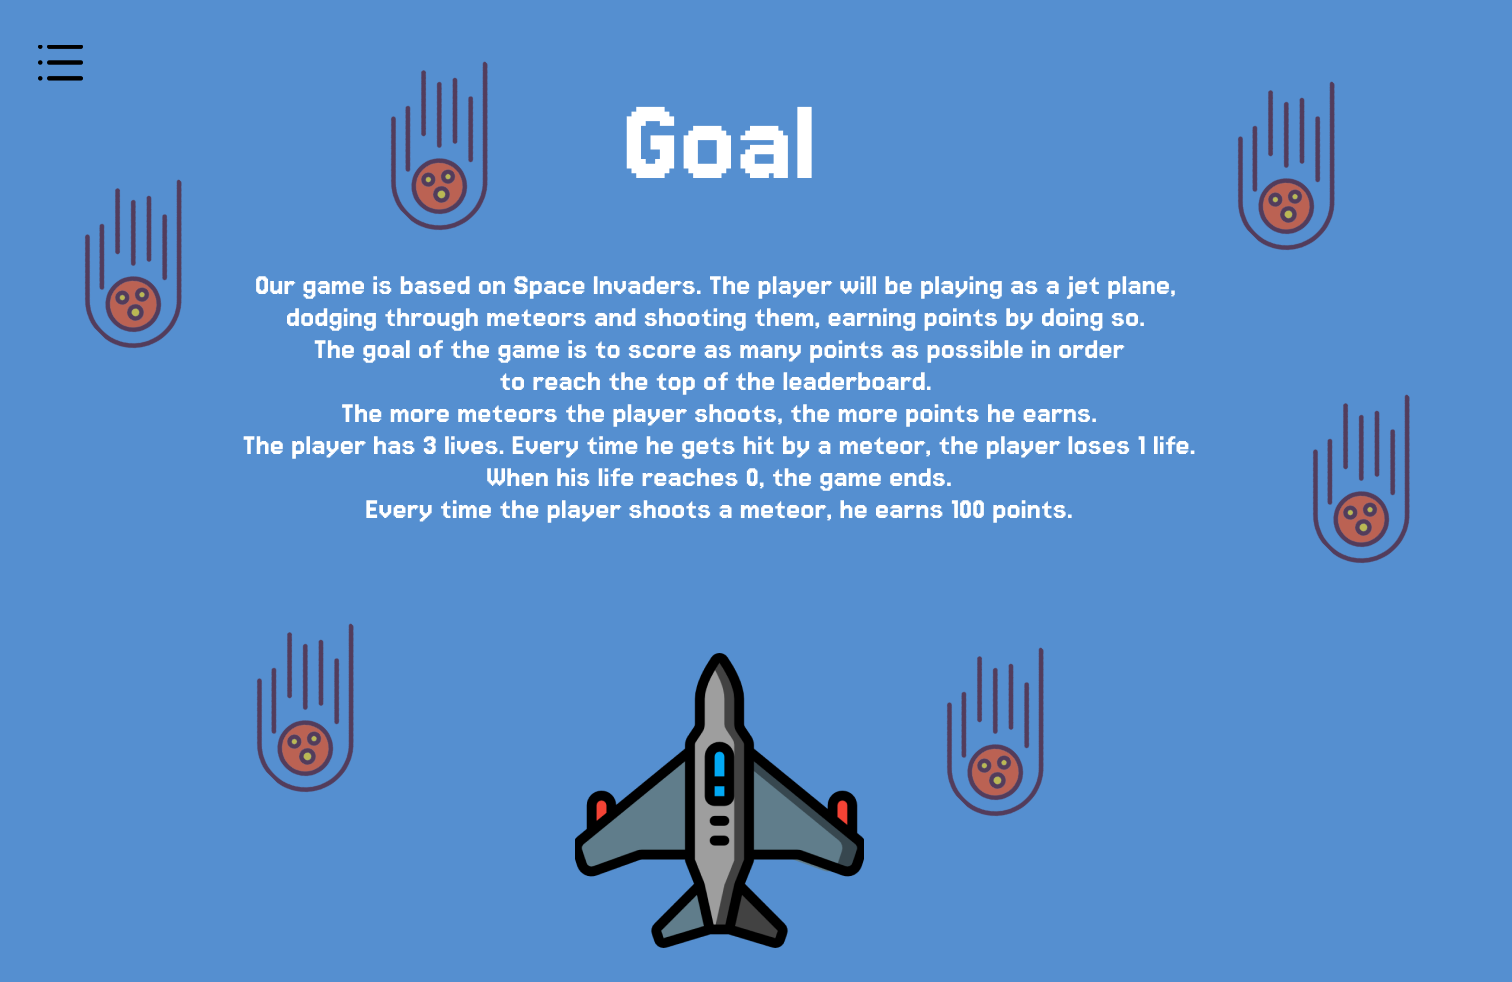 Goal
Our game is based on Space Invaders. The player will be playing as a jet plane,
dodging through meteors and shooting them, earning points by doing so.
The goal of the game is to score as many points as possible in order
to reach the top of the leaderboard.
The more meteors the player shoots, the more points he earns.
The player has 3 lives. Every time he gets hit by a meteor, the player loses 1 life.
When his life reaches 0, the game ends.
Every time the player shoots a meteor, he earns 100 points.